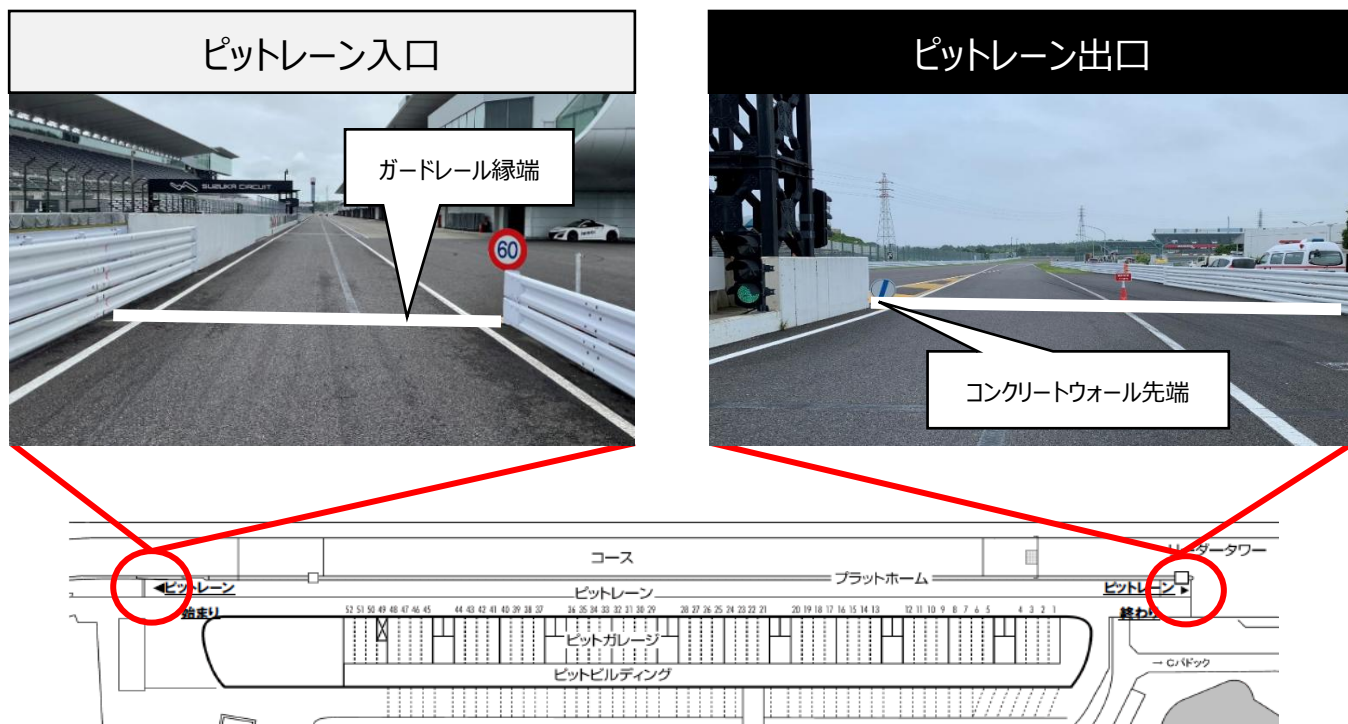 ピットレーン入口
ピットレーン出口
ガードレール縁端
SUZUKA CIRCUIT
60
コンクリートウォール先端
コース
プラットホーム
ピットレーン
◀ピットレーン
始まり
ピットレーン▶
終わり
52 51 50 49 48 47 46 45 44 43 42 41 40 39 38 37 36 35 34 33 32 31 30 29 28 27 26 25 24 23 22 21 20 19 18 17 16 15 14 13 12 11 10 9 8 7 6 5 4 3 2 1
ピットガレージ
ピットビルディング
→ Cパドック